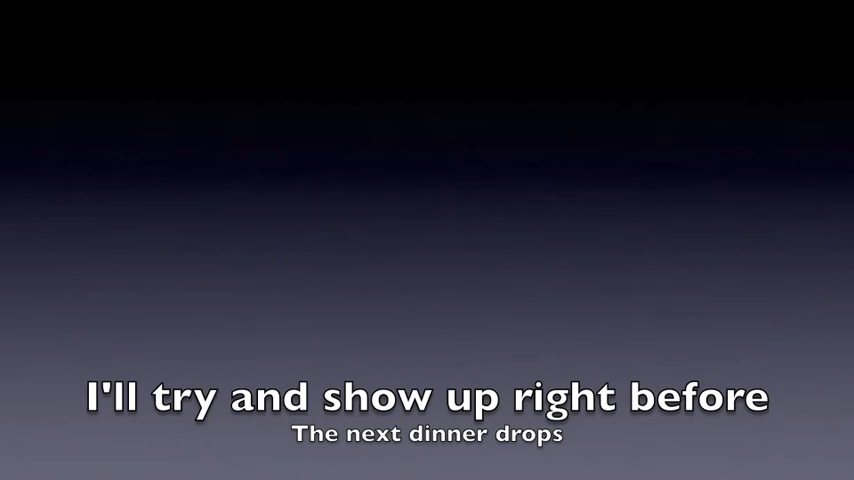 I'll try and show up right before
The next dinner drops